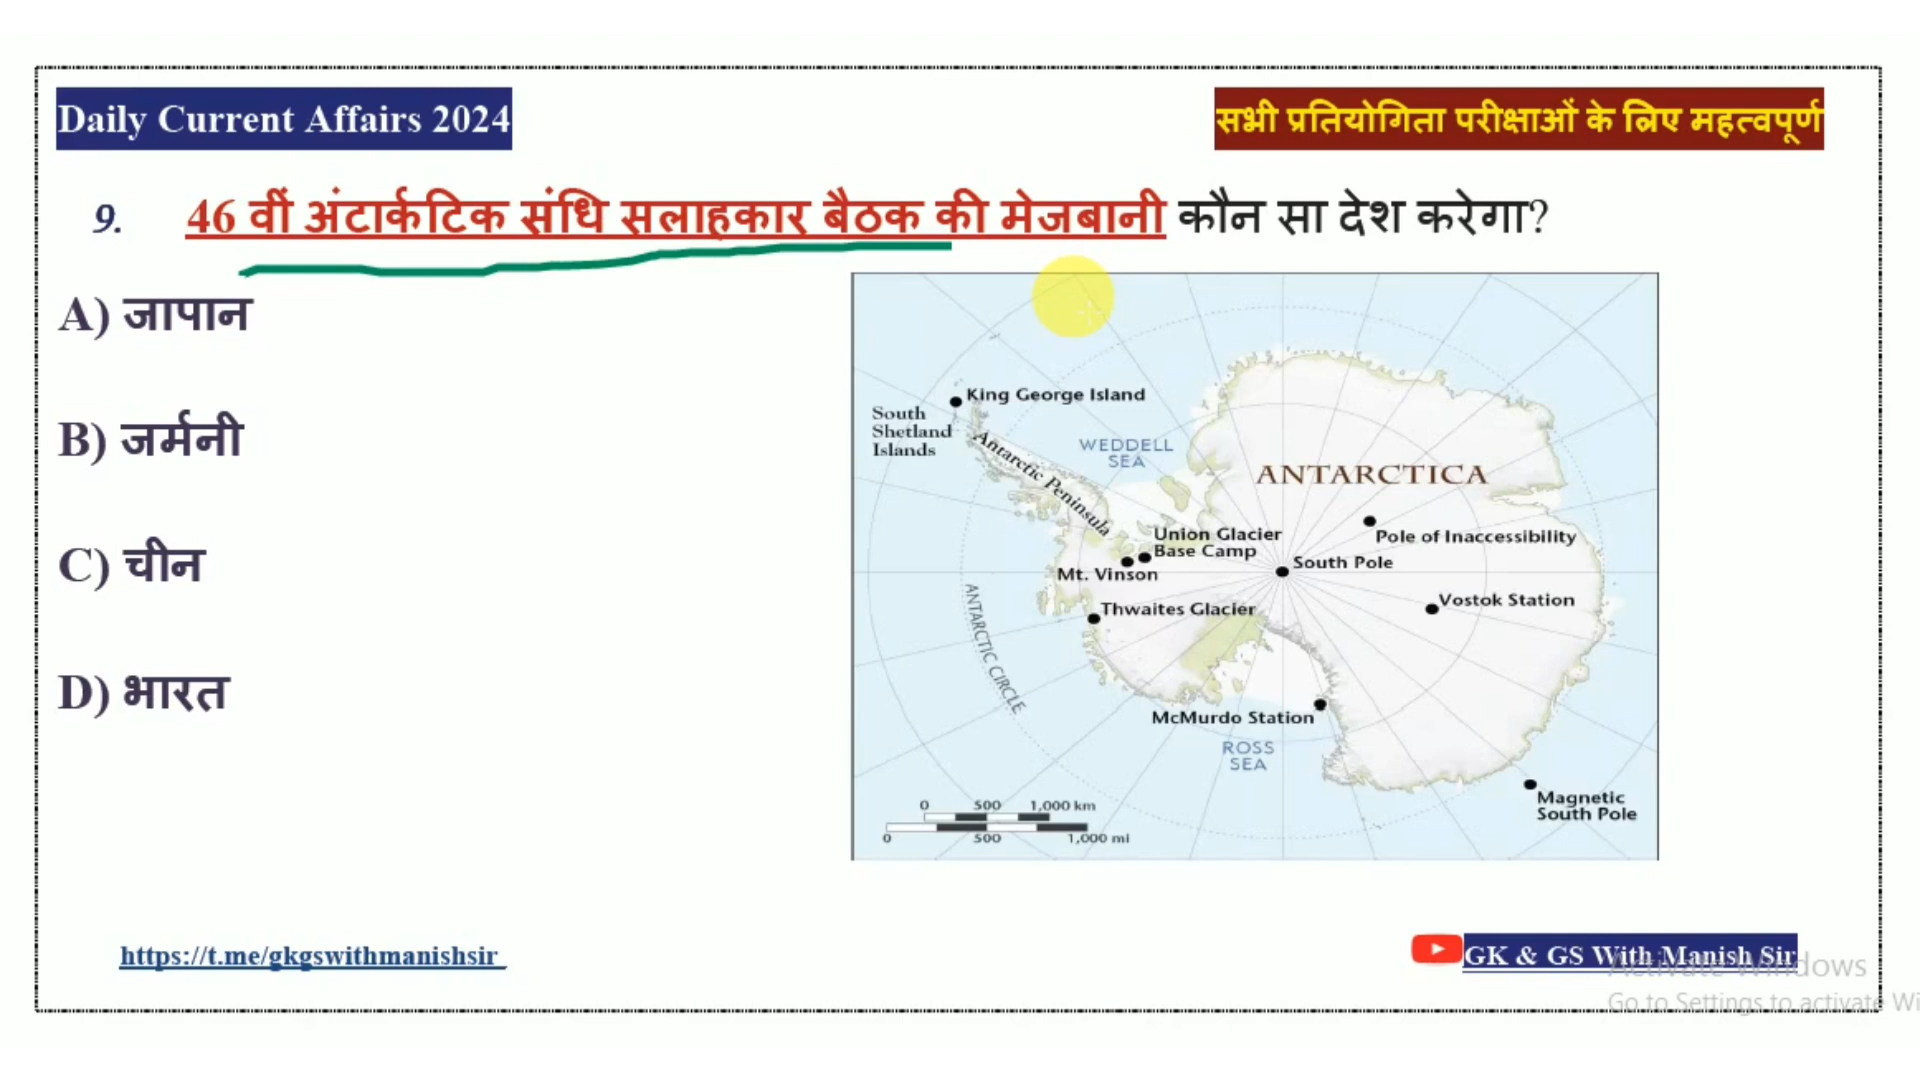 Daily Current Affairs 2024
सभी प्रतियोगिता परीक्षाओं के लिए महत्वपूर्ण
9. 46 वीं अंटार्कटिक संधि सलाहकार बैठक की मेजबानी कौन सा देश करेगा?
A) जापान
B) जर्मनी
C) चीन
D) भारत
King George Island
South
Shetland
Islands
Antarctic Peninsula
WEDDELL
SEA
ANTARCTICA
Union Glacier
Base Camp
Mt. Vinson
Pole of Inaccessibility
South Pole
Vostok Station
Thwaites Glacier
ANTARCTIC CIRCLE
McMurdo Station
ROSS
SEA
Magnetic
South Pole
0 500 1,000 km
0 500 1,000 mi
https://t.me/gkgswithmanishsir
GK & GS With Manish Sir
Activate Windows
Go to Settings to activate Wi